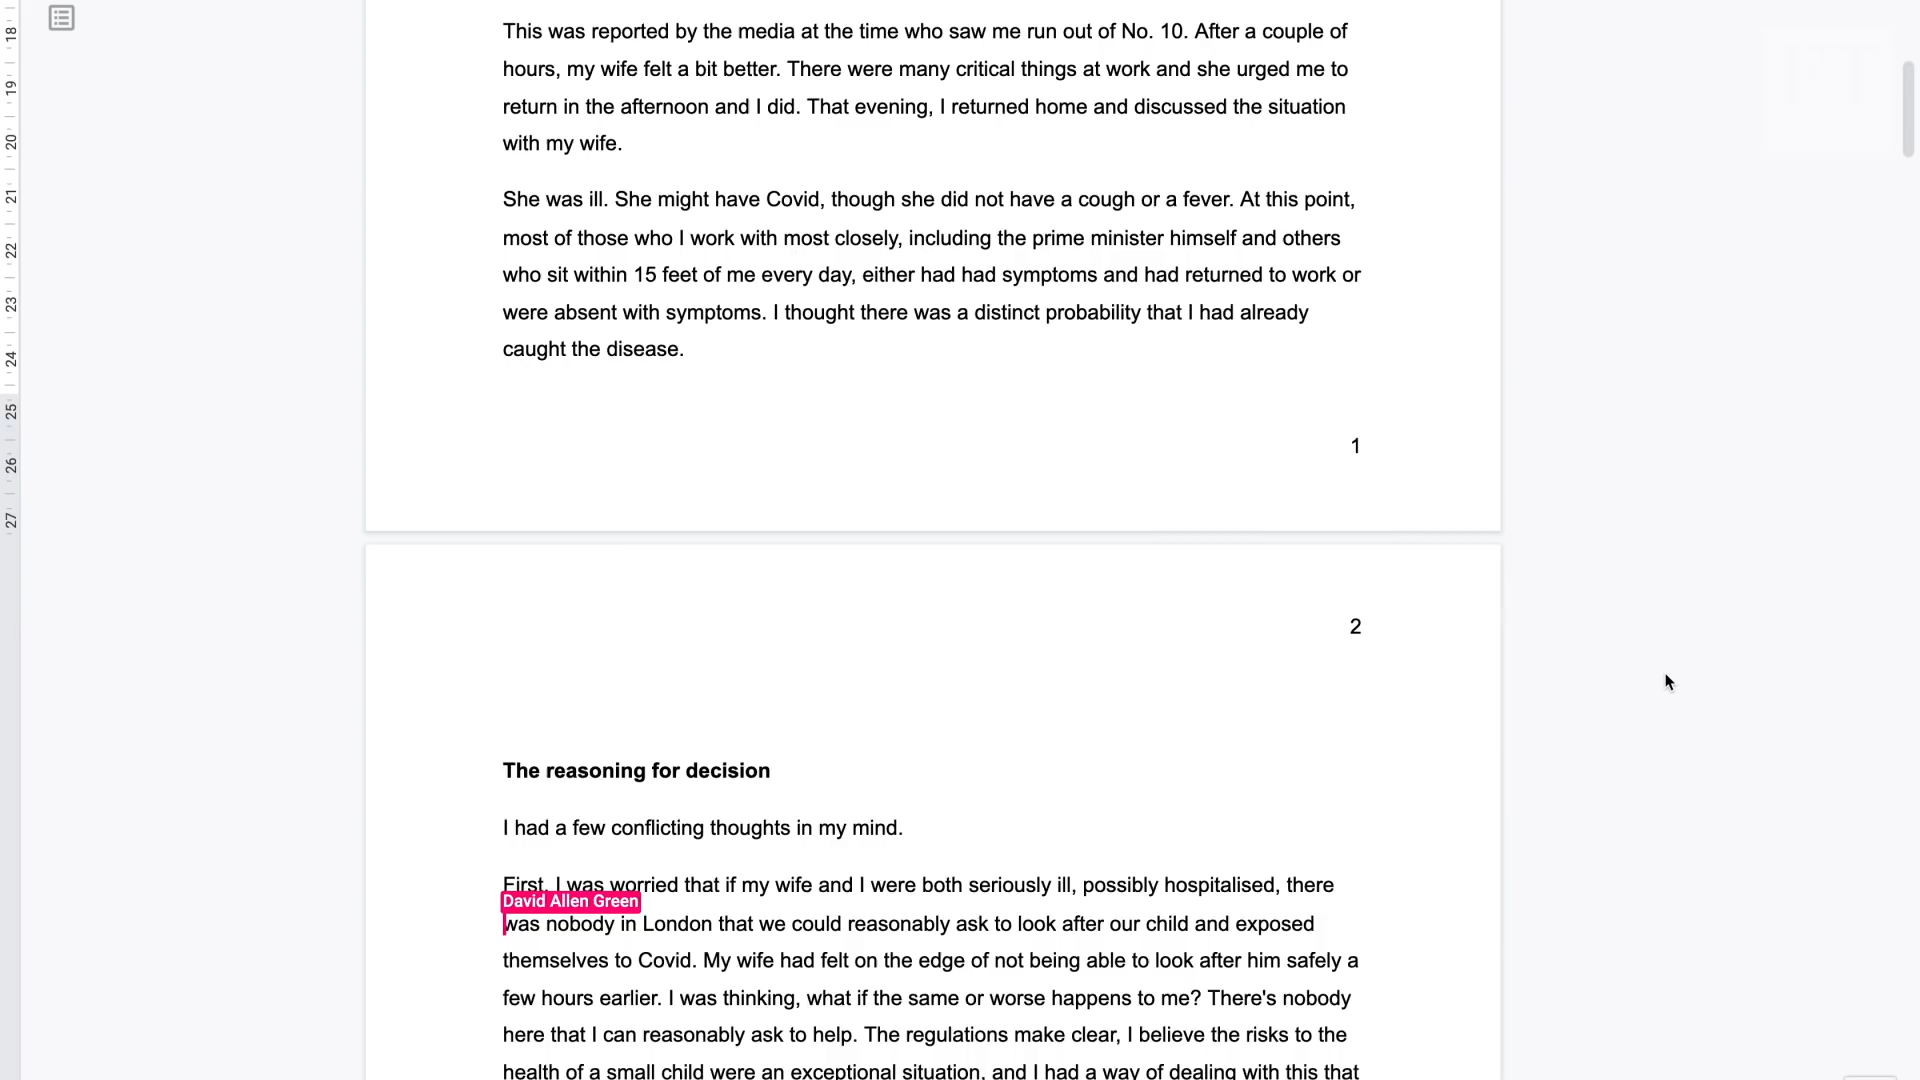 18
19
20
21
22
23
24
25
26
27
This was reported by the media at the time who saw me run out of No. 10. After a couple of
hours, my wife felt a bit better. There were many critical things at work and she urged me to
return in the afternoon and I did. That evening, I returned home and discussed the situation
with my wife.
She was ill. She might have Covid, though she did not have a cough or a fever. At this point,
most of those who I work with most closely, including the prime minister himself and others
who sit within 15 feet of me every day, either had had symptoms and had returned to work or
were absent with symptoms. I thought there was a distinct probability that I had already
caught the disease.
1
2
The reasoning for decision
I had a few conflicting thoughts in my mind.
First, I was worried that if my wife and I were both seriously ill, possibly hospitalised, there
David Allen Green
was nobody in London that we could reasonably ask to look after our child and exposed
themselves to Covid. My wife had felt on the edge of not being able to look after him safely a
few hours earlier. I was thinking, what if the same or worse happens to me? There's nobody
here that I can reasonably ask to help. The regulations make clear, I believe the risks to the
health of a small child were an exceptional situation, and I had a way of dealing with this that